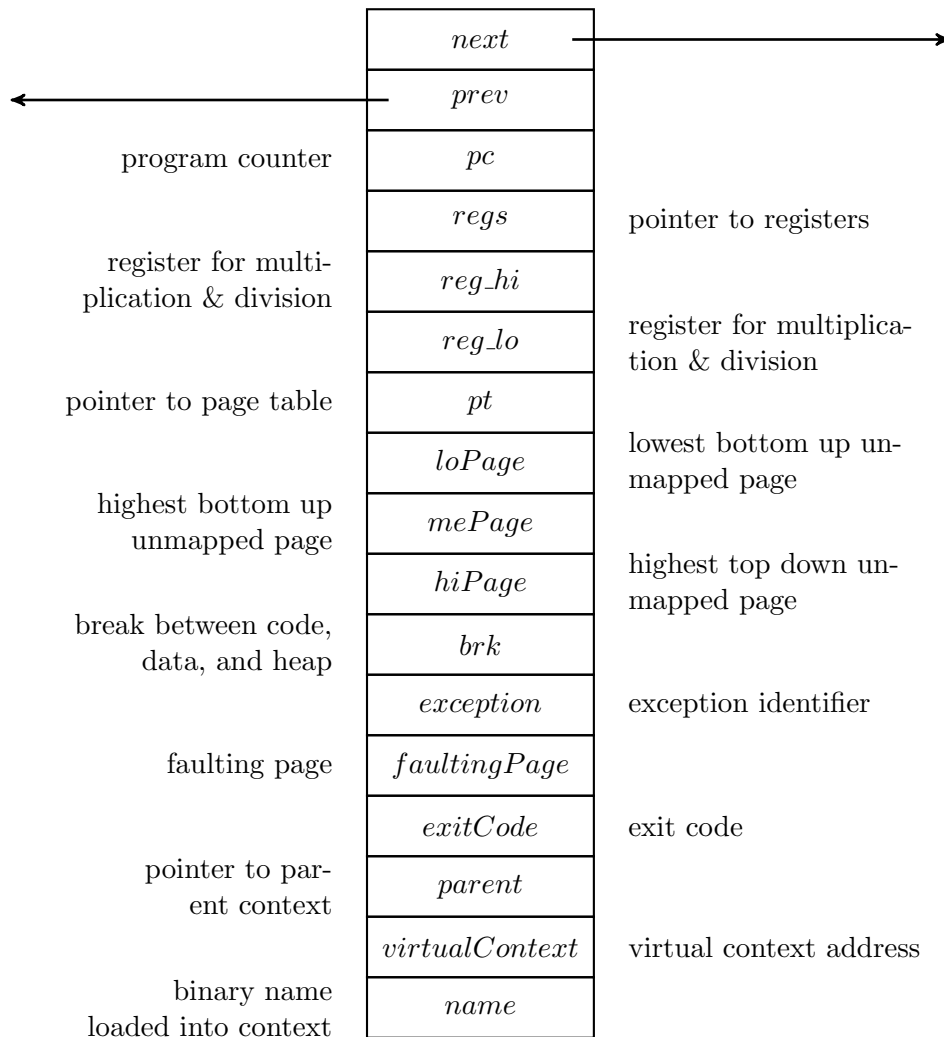 next
prev
program counter
pc
regs
pointer to registers
register for multi-
plication & division
reg_hi
reg_lo
register for multiplica-
tion & division
pointer to page table
pt
loPage
lowest bottom up un-
mapped page
highest bottom up
unmapped page
mePage
hiPage
highest top down un-
mapped page
break between code,
data, and heap
brk
exception
exception identifier
faulting page
faultingPage
exitCode
exit code
pointer to par-
ent context
parent
virtualContext
virtual context address
binary name
loaded into context
name